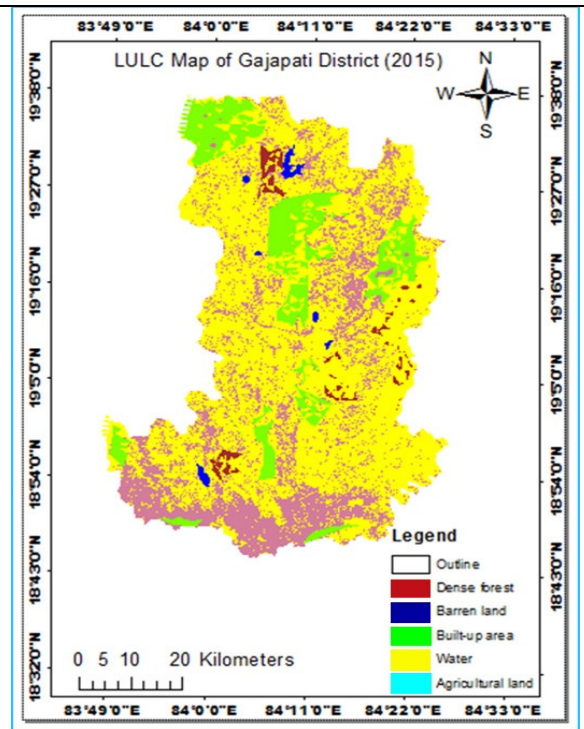 83°49'0"E 84°0'0"E 84°11'0"E 84°22'0"E 84°33'0"E
LULC Map of Gajapati District (2015)
N
W E
S
19°38'0"N 19°38'0"N
19°27'0"N 19°27'0"N
19°16'0"N 19°16'0"N
19°5'0"N 19°5'0"N
18°54'0"N 18°54'0"N
18°43'0"N 18°43'0"N
18°32'0"N
Legend
Outline
Dense forest
Barren land
Built-up area
Water
Agricultural land
0 5 10 20 Kilometers
83°49'0"E 84°0'0"E 84°11'0"E 84°22'0"E 84°33'0"E